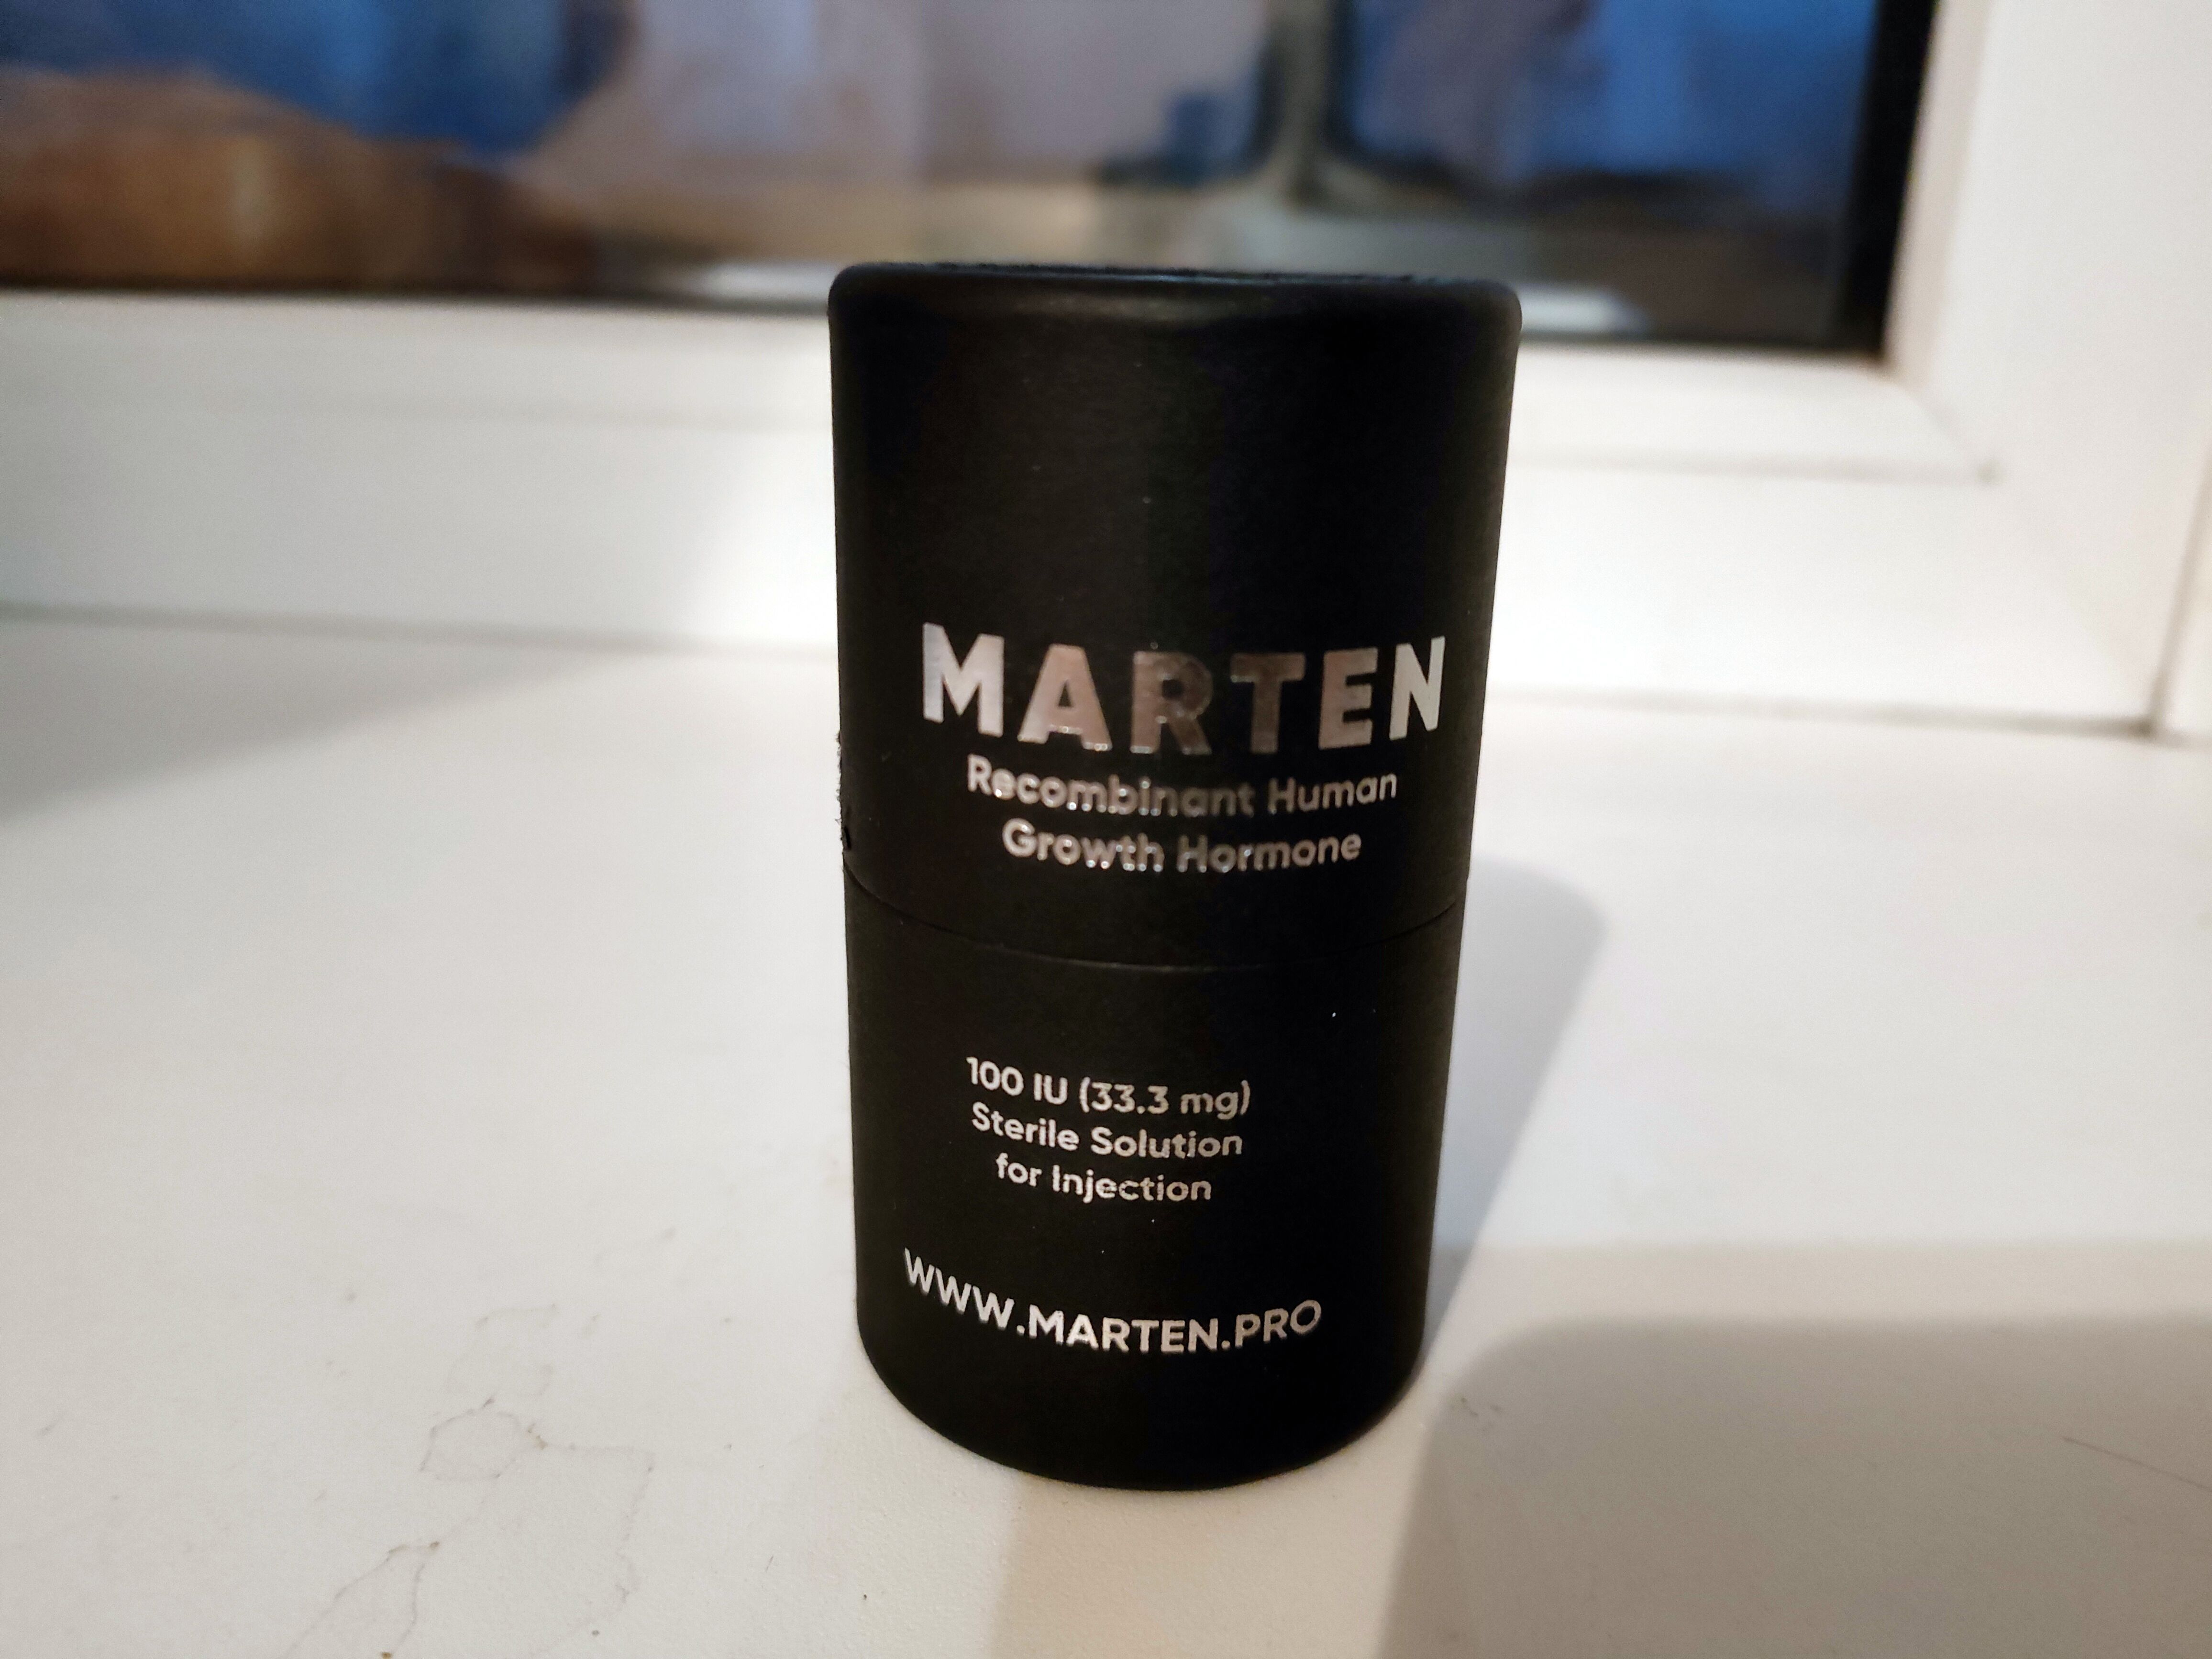 MARTEN
Recombinant Human
Growth Hormone
100 IU (33.3 mg)
Sterile Solution
for Injection
WWW.MARTEN.PRO